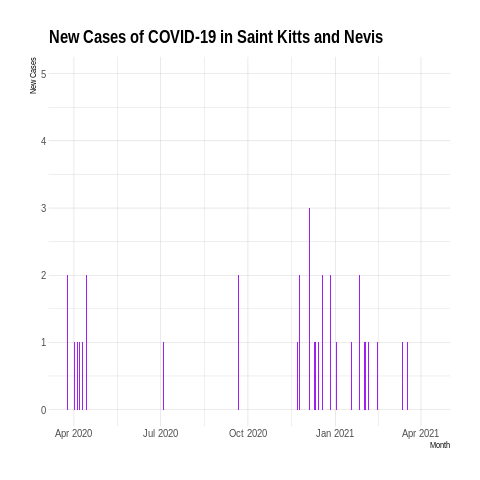 New Cases of COVID-19 in Saint Kitts and Nevis
New Cases
5
4
3
2
1
0
Apr 2020 Jul 2020 Oct 2020 Jan 2021 Apr 2021
Month